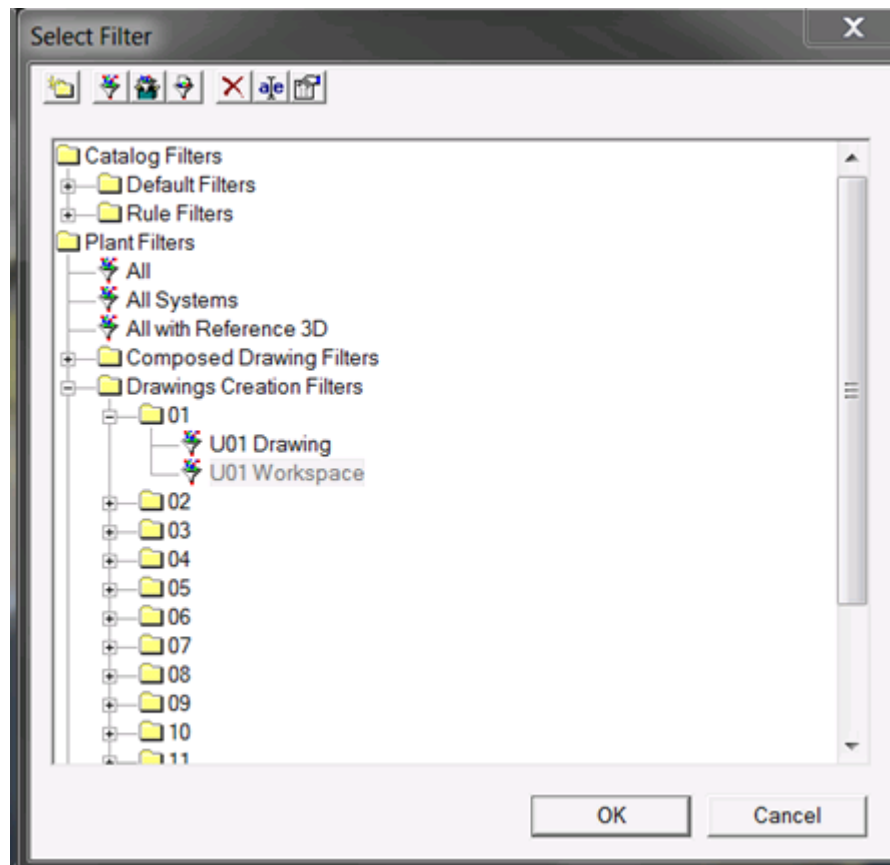 Select Filter
X
a e
Catalog Filters
Default Filters
Rule Filters
Plant Filters
All
All Systems
All with Reference 3D
Composed Drawing Filters
Drawings Creation Filters
01
U01 Drawing
U01 Workspace
02
03
04
05
06
07
08
09
10
11
OK
Cancel